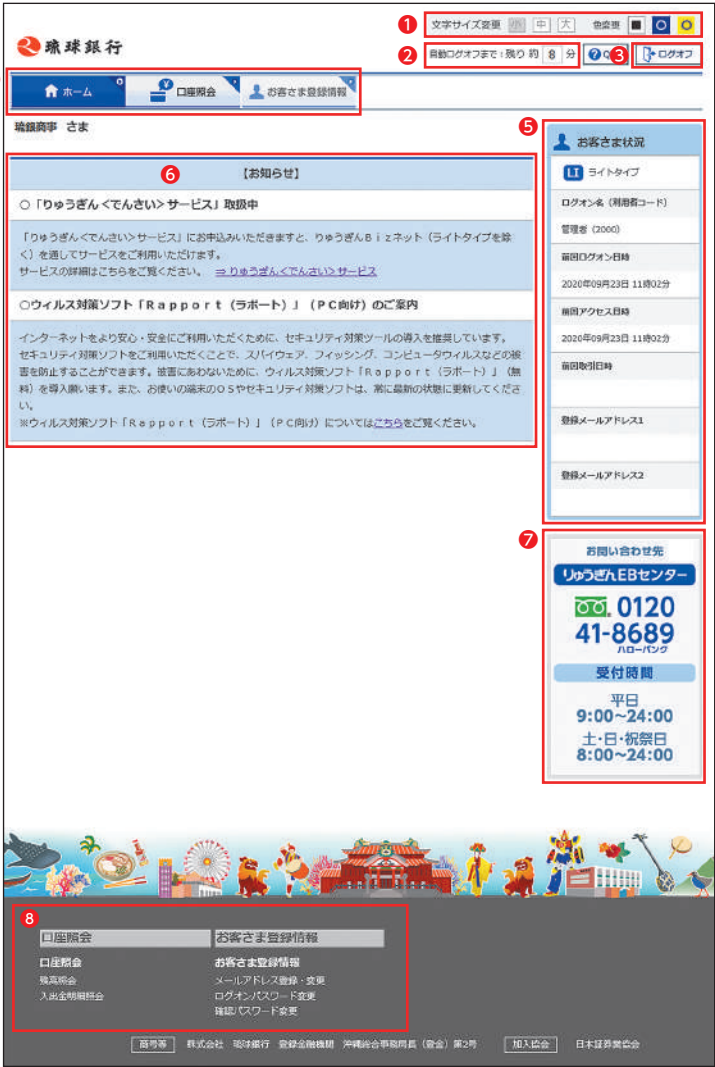 1 文字サイズ変更 小 中 大 色変更
琉球銀行
2 自動ログオフまで：残り 約 8 分
3 ログオフ
ホーム
口座照会
お客さま登録情報
琉銀商事 さま
6 【お知らせ】
○「りゅうぎん＜でんさい＞サービス」取扱中
「りゅうぎん＜でんさい＞サービス」にお申込みいただきますと、りゅうぎんＢｉｚネット（ライトタイプを除
く）を通してサービスをご利用いただけます。
サービスの詳細はこちらをご覧ください。 ⇒りゅうぎん＜でんさい＞サービス
○ウィルス対策ソフト「Ｒａｐｐｏｒｔ（ラポート）」（ＰＣ向け）のご案内
インターネットをより安心・安全にご利用いただくために、セキュリティ対策ツールの導入を推奨しています。
セキュリティ対策ソフトをご利用いただくことで、スパイウェア、フィッシング、コンピュータウィルスなどの被
害を防止することができます。被害にあわないために、ウィルス対策ソフト「Ｒａｐｐｏｒｔ（ラポート）」（無
料）を導入願います。また、お使いの端末のＯＳやセキュリティ対策ソフトは、常に最新の状態に更新してくださ
い。
※ウィルス対策ソフト「Ｒａｐｐｏｒｔ（ラポート）」（ＰＣ向け）についてはこちらをご覧ください。
5 お客さま状況
LI ライトタイプ
ログオン名（利用者コード）
管理者（2000）
前回ログオン日時
2020年09月23日 11時02分
前回アクセス日時
2020年09月23日 11時02分
前回取引日時
登録メールアドレス1
登録メールアドレス2
7 お問い合わせ先
りゅうぎんEBセンター
0120
41-8689
ハローバンク
受付時間
平日
9:00～24:00
土・日・祝祭日
8:00～24:00
8
口座照会 お客さま登録情報
口座照会 お客さま登録情報
残高照会 メールアドレス登録・変更
入出金明細照会 ログオンパスワード変更
確認パスワード変更
商号等 株式会社 琉球銀行 登録金融機関 沖縄総合事務局長（登金）第2号 加入協会 日本証券業協会